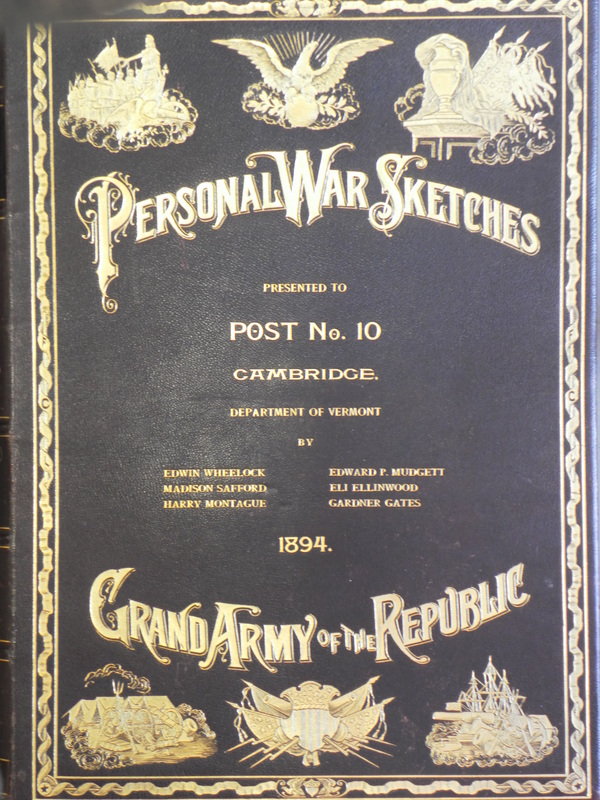 PERSONAL WAR SKETCHES
PRESENTED TO
POST No. 10
CAMBRIDGE,
DEPARTMENT OF VERMONT
BY
EDWIN WHEELOCK EDWARD P. MUDGETT
MADISON SAFFORD ELI ELLINWOOD
HARRY MONTAGUE GARDNER GATES
1894.
GRAND ARMY OF THE REPUBLIC